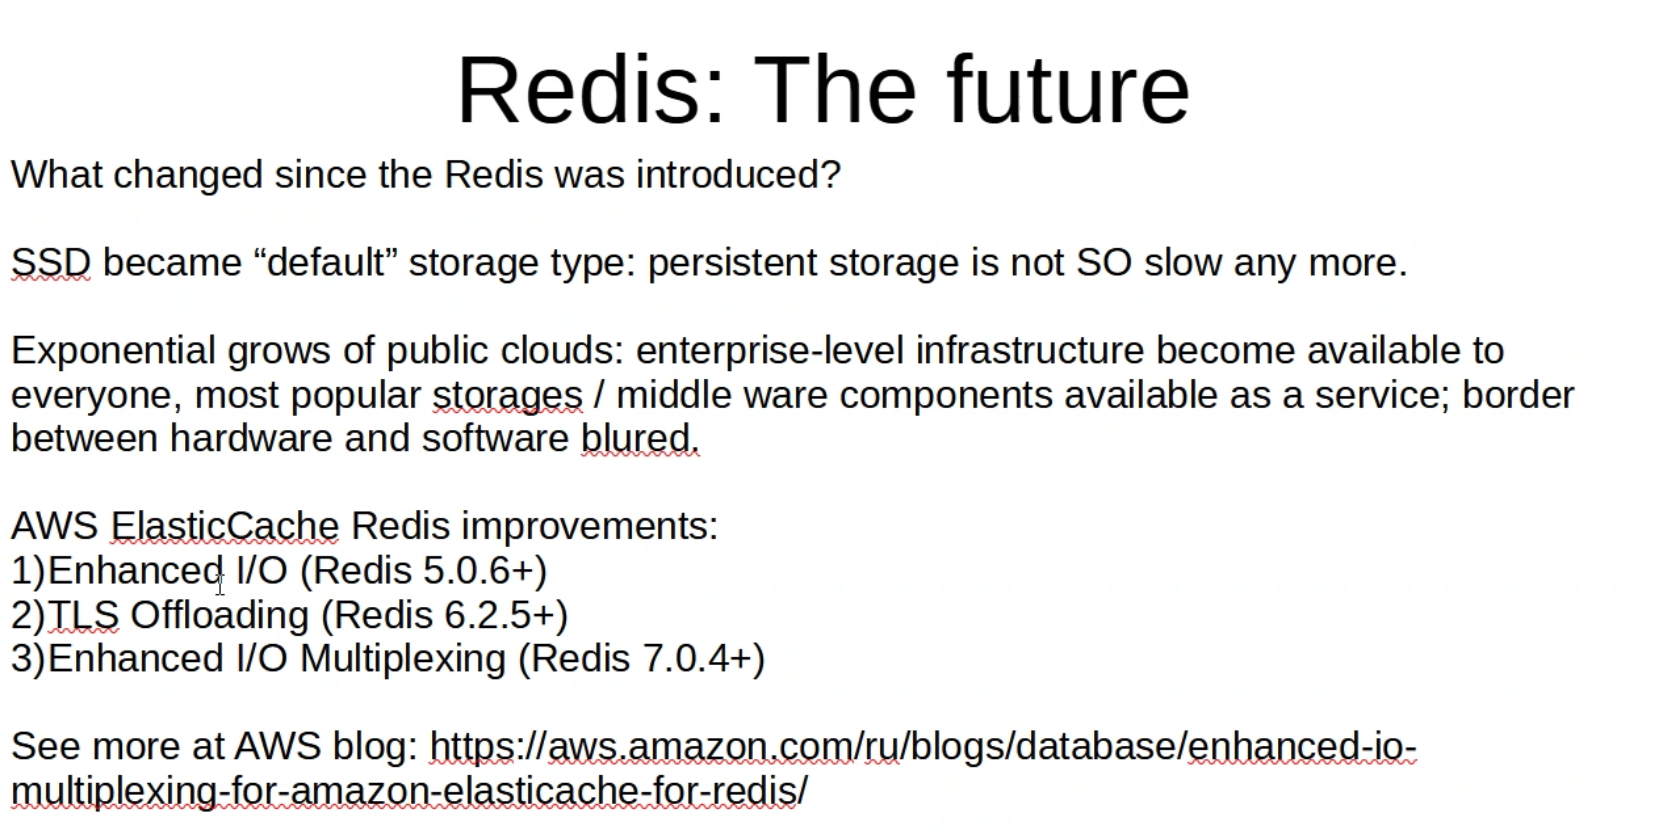 Redis: The future
What changed since the Redis was introduced?
SSD became “default” storage type: persistent storage is not SO slow any more.
Exponential grows of public clouds: enterprise-level infrastructure become available to
everyone, most popular storages / middle ware components available as a service; border
between hardware and software blured.
AWS ElasticCache Redis improvements:
1)Enhanced I/O (Redis 5.0.6+)
2)TLS Offloading (Redis 6.2.5+)
3)Enhanced I/O Multiplexing (Redis 7.0.4+)
See more at AWS blog: https://aws.amazon.com/ru/blogs/database/enhanced-io-
multiplexing-for-amazon-elasticache-for-redis/